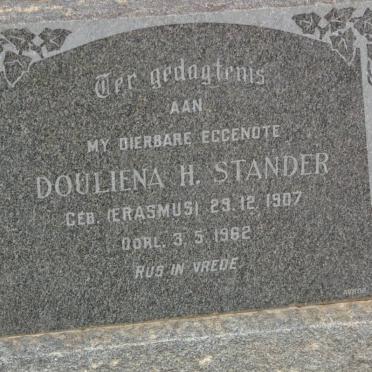 Ter gedagtenis
AAN
MY DIERBARE EGGENOTE
DOULIENA H. STANDER
GEB. (ERASMUS) 29.12.1907
OORL. 3.5.1982
RUS IN VREDE